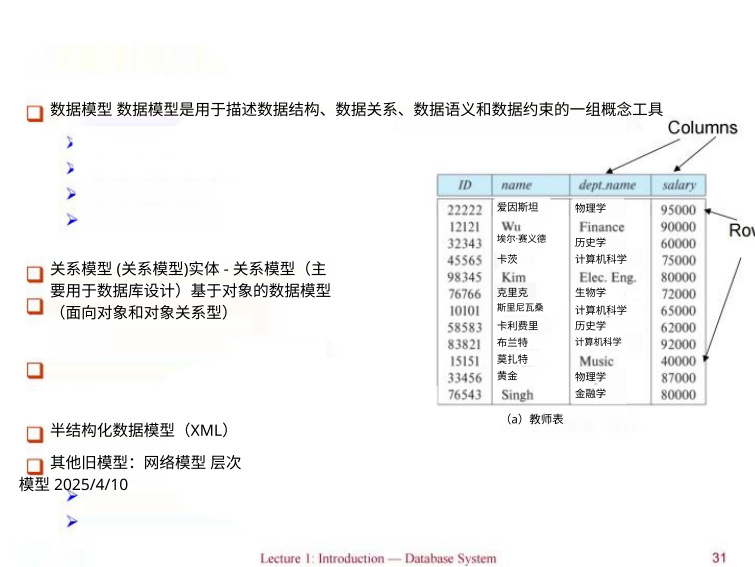 数据模型 数据模型是用于描述数据结构、数据关系、数据语义和数据约束的一组概念工具
Columns
ID name dept_name salary
22222 爱因斯坦 物理学 95000
12121 Wu Finance 90000
32343 埃尔·赛义德 历史学 60000
45565 卡茨 计算机科学 75000
98345 Kim Elec. Eng. 80000
76766 克里克 生物学 72000
10101 斯里尼瓦桑 计算机科学 65000
58583 卡利费里 历史学 62000
83821 布兰特 计算机科学 92000
15151 莫扎特 Music 40000
33456 黄金 物理学 87000
76543 Singh 金融学 80000
Row
（a）教师表
关系模型 (关系模型)实体 - 关系模型（主
要用于数据库设计）基于对象的数据模型
（面向对象和对象关系型）
半结构化数据模型（XML）
其他旧模型：网络模型 层次
模型 2025/4/10
Lecture 1: Introduction — Database System
31